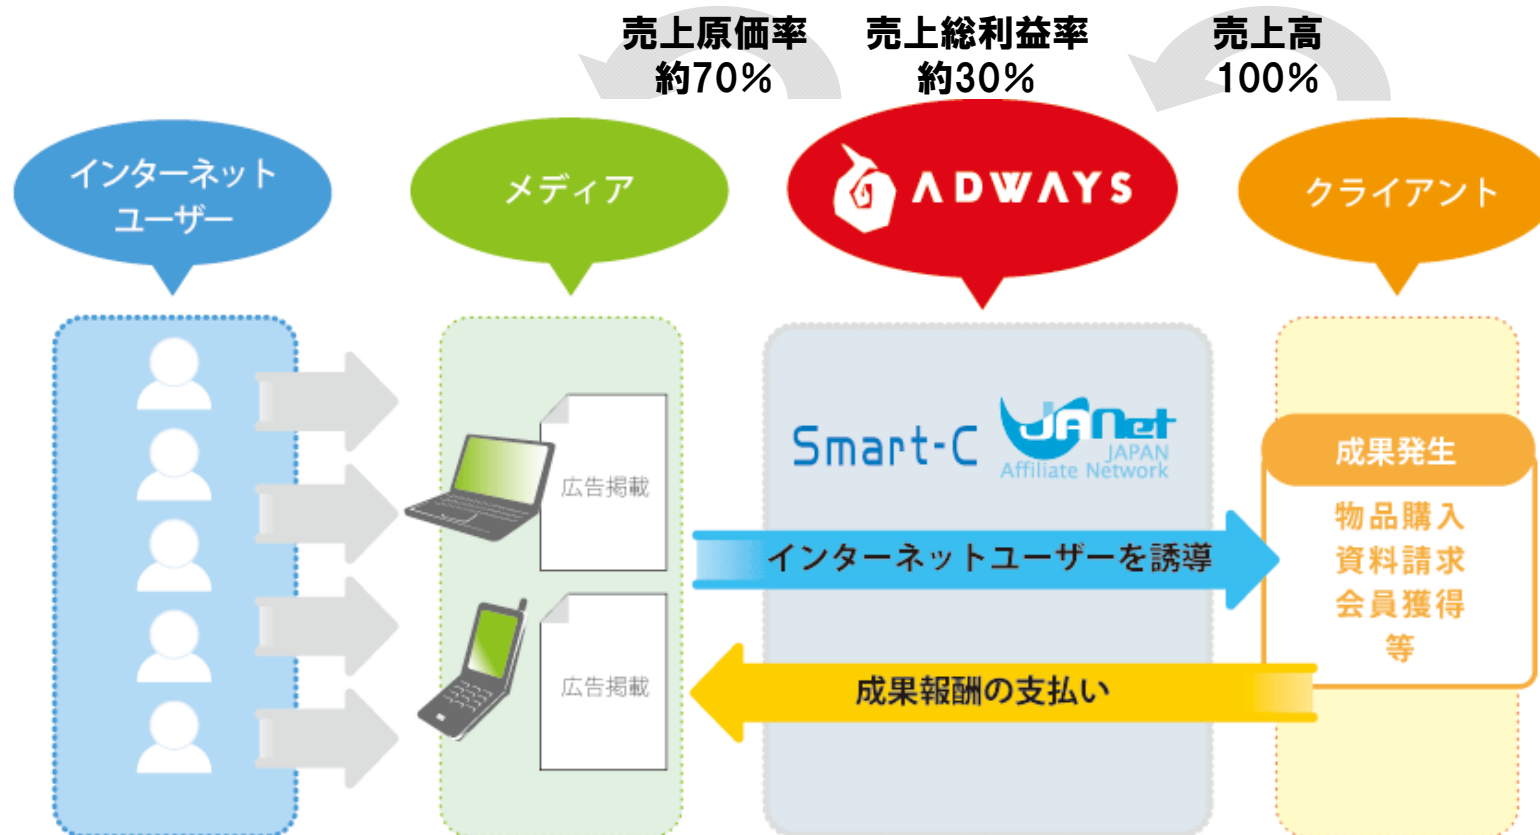 売上原価率
約70%
売上総利益率
約30%
売上高
100%
インターネット
ユーザー
メディア
ADWAYS
クライアント
広告掲載
広告掲載
Smart-C
JANet
JAPAN
Affiliate Network
インターネットユーザーを誘導
成果報酬の支払い
成果発生
物品購入
資料請求
会員獲得
等